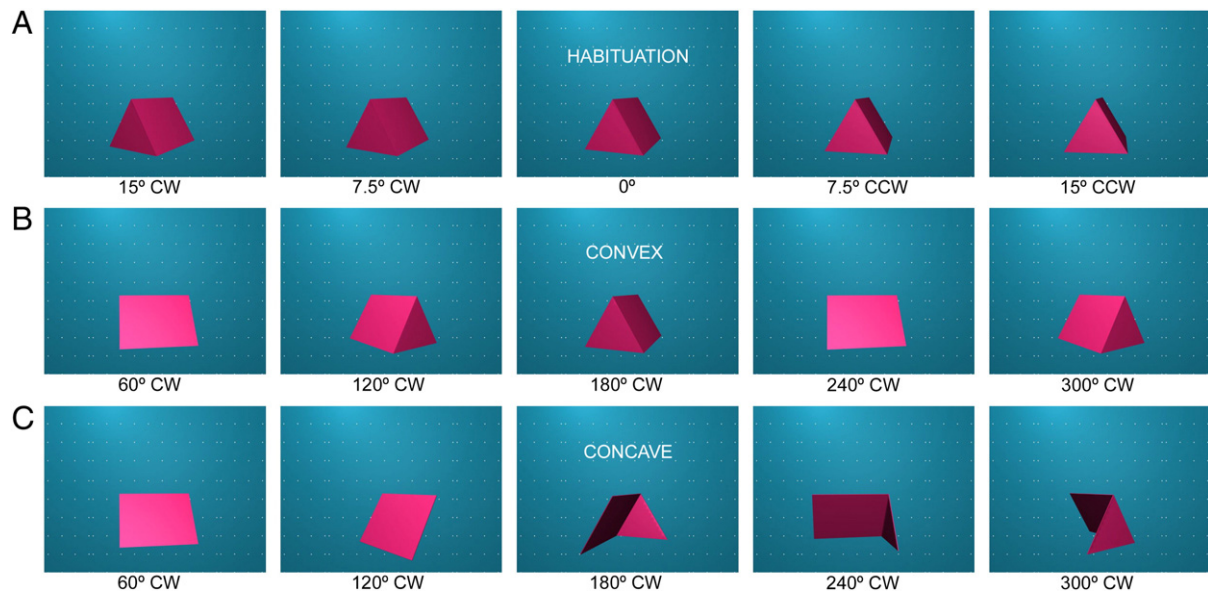 A
HABITUATION
15º CW
7.5º CW
0º
7.5º CCW
15º CCW
B
CONVEX
60º CW
120º CW
180º CW
240º CW
300º CW
C
CONCAVE
60º CW
120º CW
180º CW
240º CW
300º CW